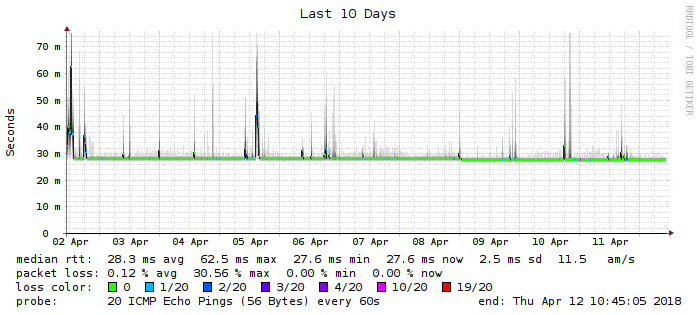 Last 10 Days
RRDTOOL / TOBI OETIKER
Seconds
70 m
60 m
50 m
40 m
30 m
20 m
10 m
0
02 Apr 03 Apr 04 Apr 05 Apr 06 Apr 07 Apr 08 Apr 09 Apr 10 Apr 11 Apr
median rtt: 28.3 ms avg 62.5 ms max 27.6 ms min 27.6 ms now 2.5 ms sd 11.5 am/s
packet loss: 0.12 % avg 30.56 % max 0.00 % min 0.00 % now
loss color: 0 1/20 2/20 3/20 4/20 10/20 19/20
probe: 20 ICMP Echo Pings (56 Bytes) every 60s end: Thu Apr 12 10:45:05 2018